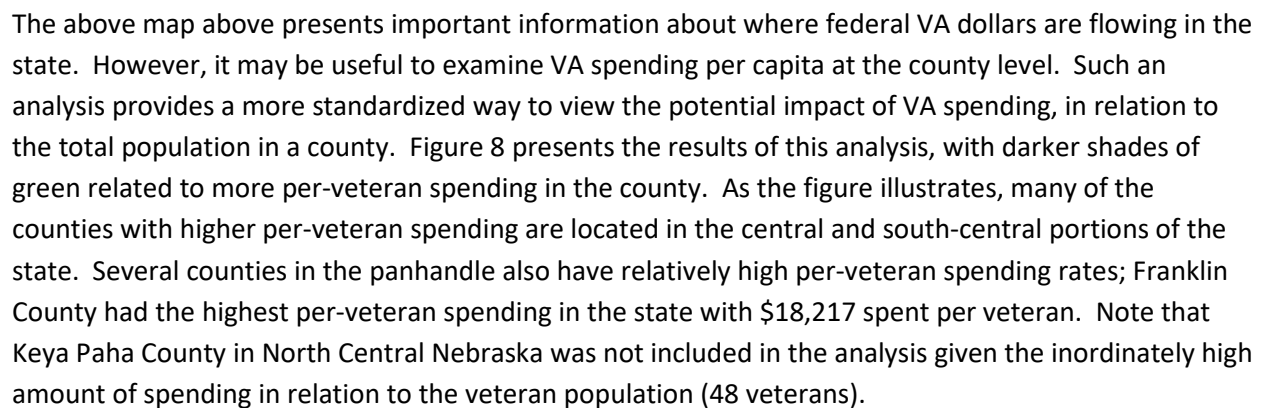 The above map above presents important information about where federal VA dollars are flowing in the
state.  However, it may be useful to examine VA spending per capita at the county level.  Such an
analysis provides a more standardized way to view the potential impact of VA spending, in relation to
the total population in a county.  Figure 8 presents the results of this analysis, with darker shades of
green related to more per-veteran spending in the county.  As the figure illustrates, many of the
counties with higher per-veteran spending are located in the central and south-central portions of the
state.  Several counties in the panhandle also have relatively high per-veteran spending rates; Franklin
County had the highest per-veteran spending in the state with $18,217 spent per veteran.  Note that
Keya Paha County in North Central Nebraska was not included in the analysis given the inordinately high
amount of spending in relation to the veteran population (48 veterans).